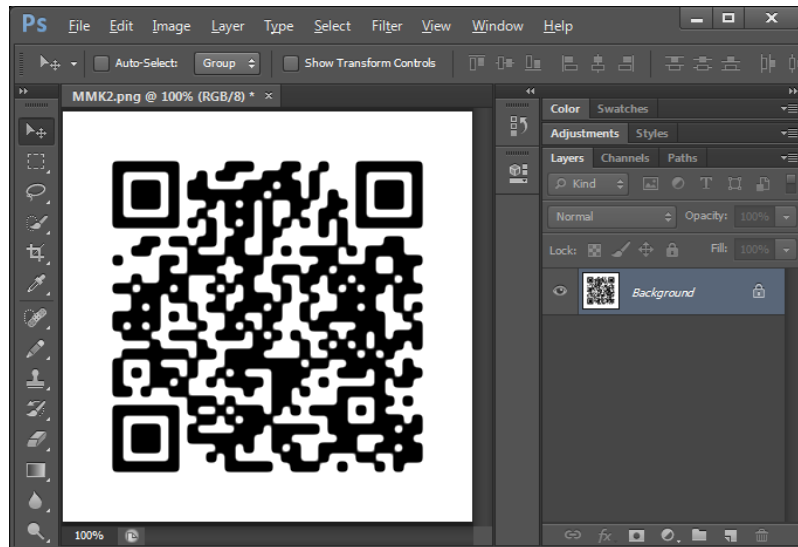 Ps File Edit Image Layer Type Select Filter View Window Help
Auto-Select: Group Show Transform Controls
MMK2.png @ 100% (RGB/8) * ×
Color Swatches
Adjustments Styles
Layers Channels Paths
Kind
Normal Opacity: 100%
Lock: Fill: 100%
Background
100%
fx